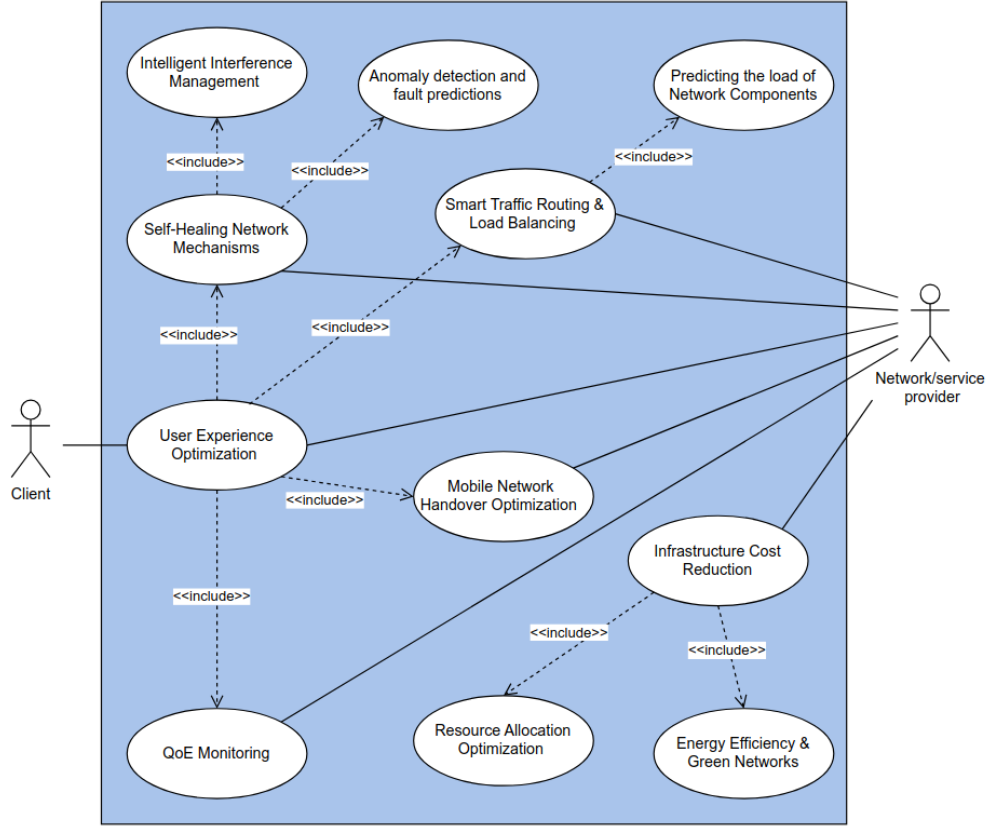 Intelligent Interference
Management
Anomaly detection and
fault predictions
Predicting the load of
Network Components
<<include>>
<<include>>
<<include>>
Self-Healing Network
Mechanisms
Smart Traffic Routing &
Load Balancing
<<include>>
<<include>>
Network/service
provider
Client
User Experience
Optimization
<<include>>
Mobile Network
Handover Optimization
Infrastructure Cost
Reduction
<<include>>
<<include>>
<<include>>
QoE Monitoring
Resource Allocation
Optimization
Energy Efficiency &
Green Networks